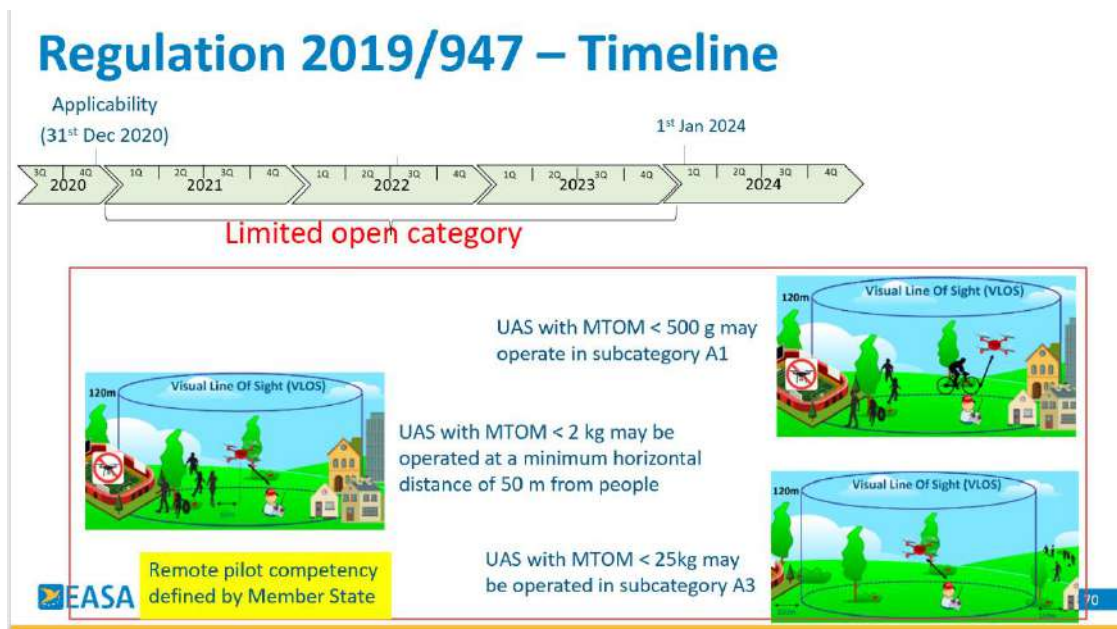 Regulation 2019/947 – Timeline
Applicability
(31st Dec 2020)
1st Jan 2024
3Q 4Q 1Q 2Q 3Q 4Q 1Q 2Q 3Q 4Q 1Q 2Q 3Q 4Q 1Q 2Q 3Q 4Q
2020 2021 2022 2023 2024
Limited open category
120m
Visual Line Of Sight (VLOS)
UAS with MTOM < 500 g may
operate in subcategory A1
120m
Visual Line Of Sight (VLOS)
UAS with MTOM < 2 kg may be
operated at a minimum horizontal
distance of 50 m from people
120m
Visual Line Of Sight (VLOS)
UAS with MTOM < 25kg may
be operated in subcategory A3
Remote pilot competency
defined by Member State
EASA
70